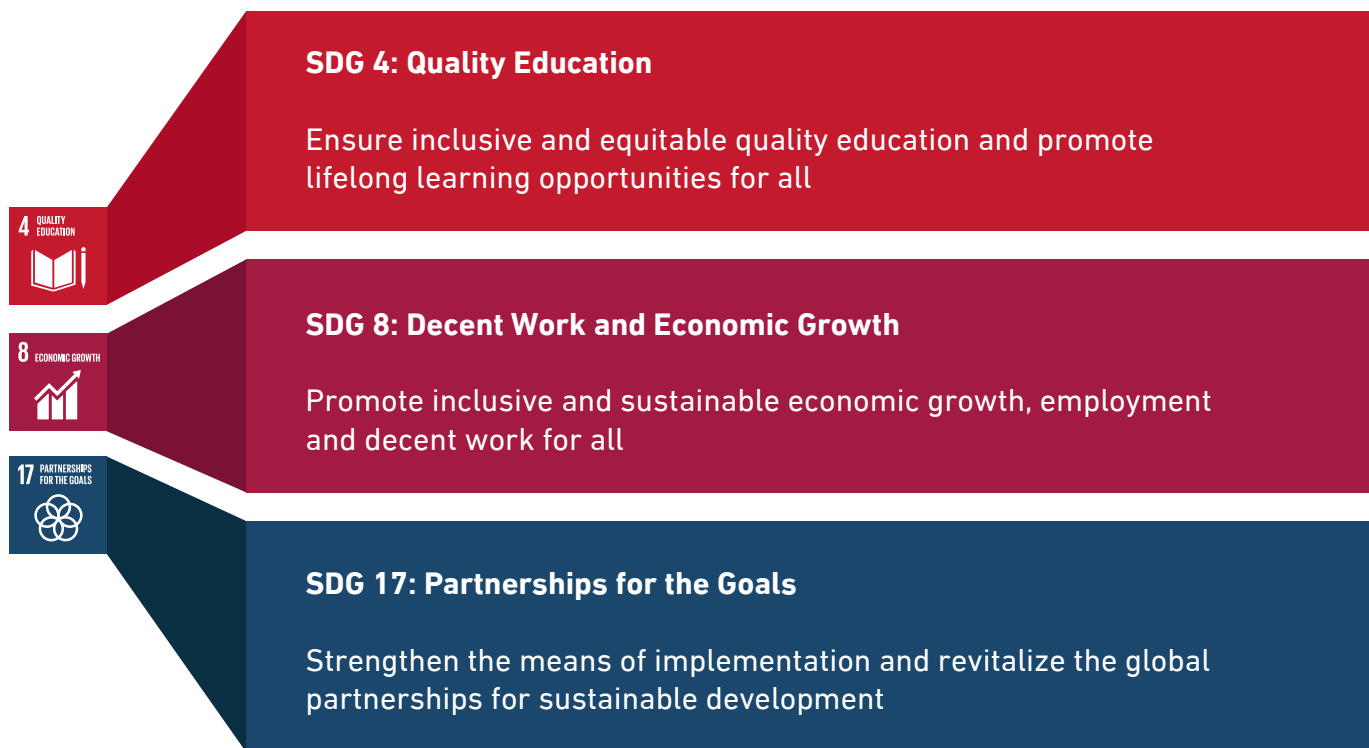 SDG 4: Quality Education
Ensure inclusive and equitable quality education and promote
lifelong learning opportunities for all
4 QUALITY
EDUCATION
SDG 8: Decent Work and Economic Growth
8 ECONOMIC GROWTH
Promote inclusive and sustainable economic growth, employment
and decent work for all
17 PARTNERSHIPS
FOR THE GOALS
SDG 17: Partnerships for the Goals
Strengthen the means of implementation and revitalize the global
partnerships for sustainable development